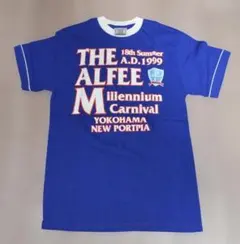 THE
18th Summer
A.D.1999
ALFEE
Millennium
Carnival
YOKOHAMA
NEW PORTPIA